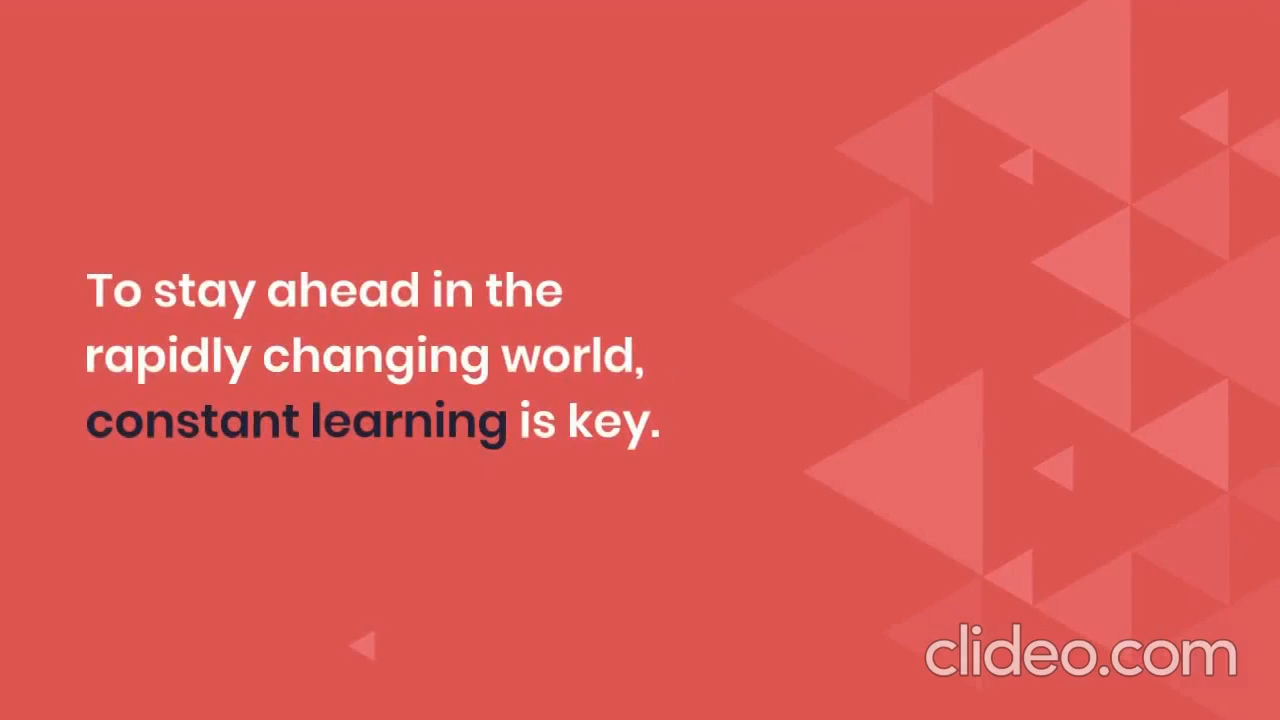 To stay ahead in the
rapidly changing world,
constant learning is key.
clideo.com